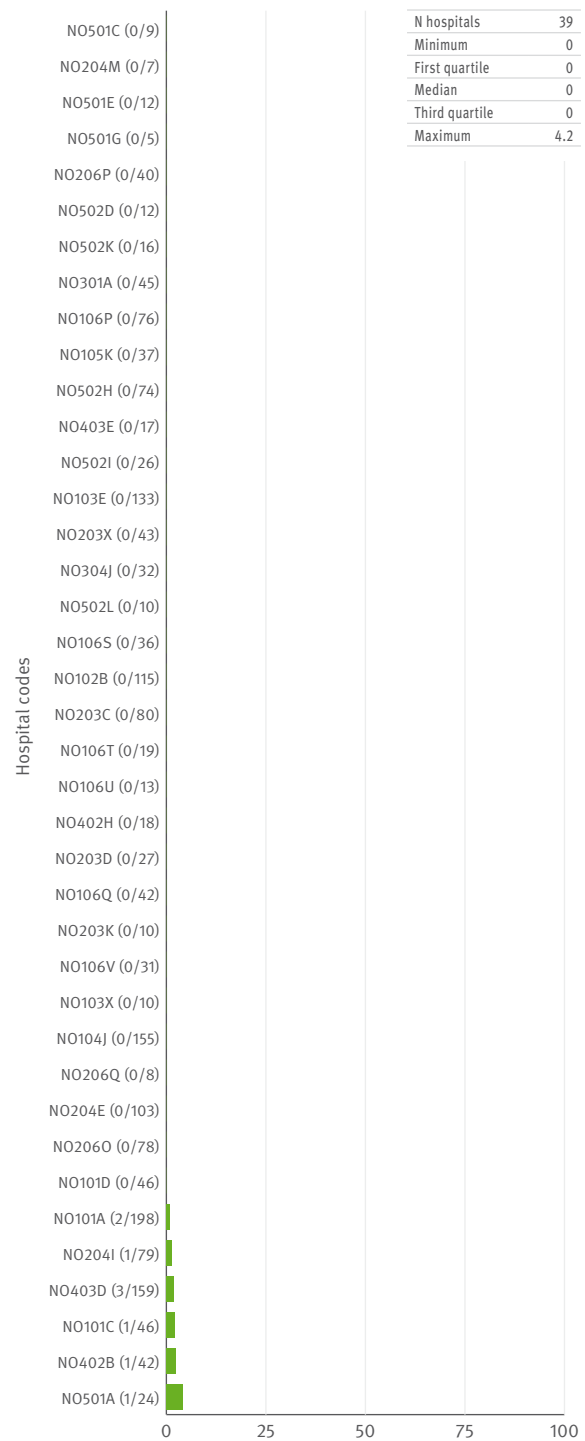 N hospitals 39
Minimum 0
First quartile 0
Median 0
Third quartile 0
Maximum 4.2
Hospital codes
NO501C (0/9)
NO204M (0/7)
NO501E (0/12)
NO501G (0/5)
NO206P (0/40)
NO502D (0/12)
NO502K (0/16)
NO301A (0/45)
NO106P (0/76)
NO105K (0/37)
NO502H (0/74)
NO403E (0/17)
NO502I (0/26)
NO103E (0/133)
NO203X (0/43)
NO304J (0/32)
NO502L (0/10)
NO106S (0/36)
NO102B (0/115)
NO203C (0/80)
NO106T (0/19)
NO106U (0/13)
NO402H (0/18)
NO203D (0/27)
NO106Q (0/42)
NO203K (0/10)
NO106V (0/31)
NO103X (0/10)
NO104J (0/155)
NO206Q (0/8)
NO204E (0/103)
NO206O (0/78)
NO101D (0/46)
NO101A (2/198)
NO204I (1/79)
NO403D (3/159)
NO101C (1/46)
NO402B (1/42)
NO501A (1/24)
0 25 50 75 100